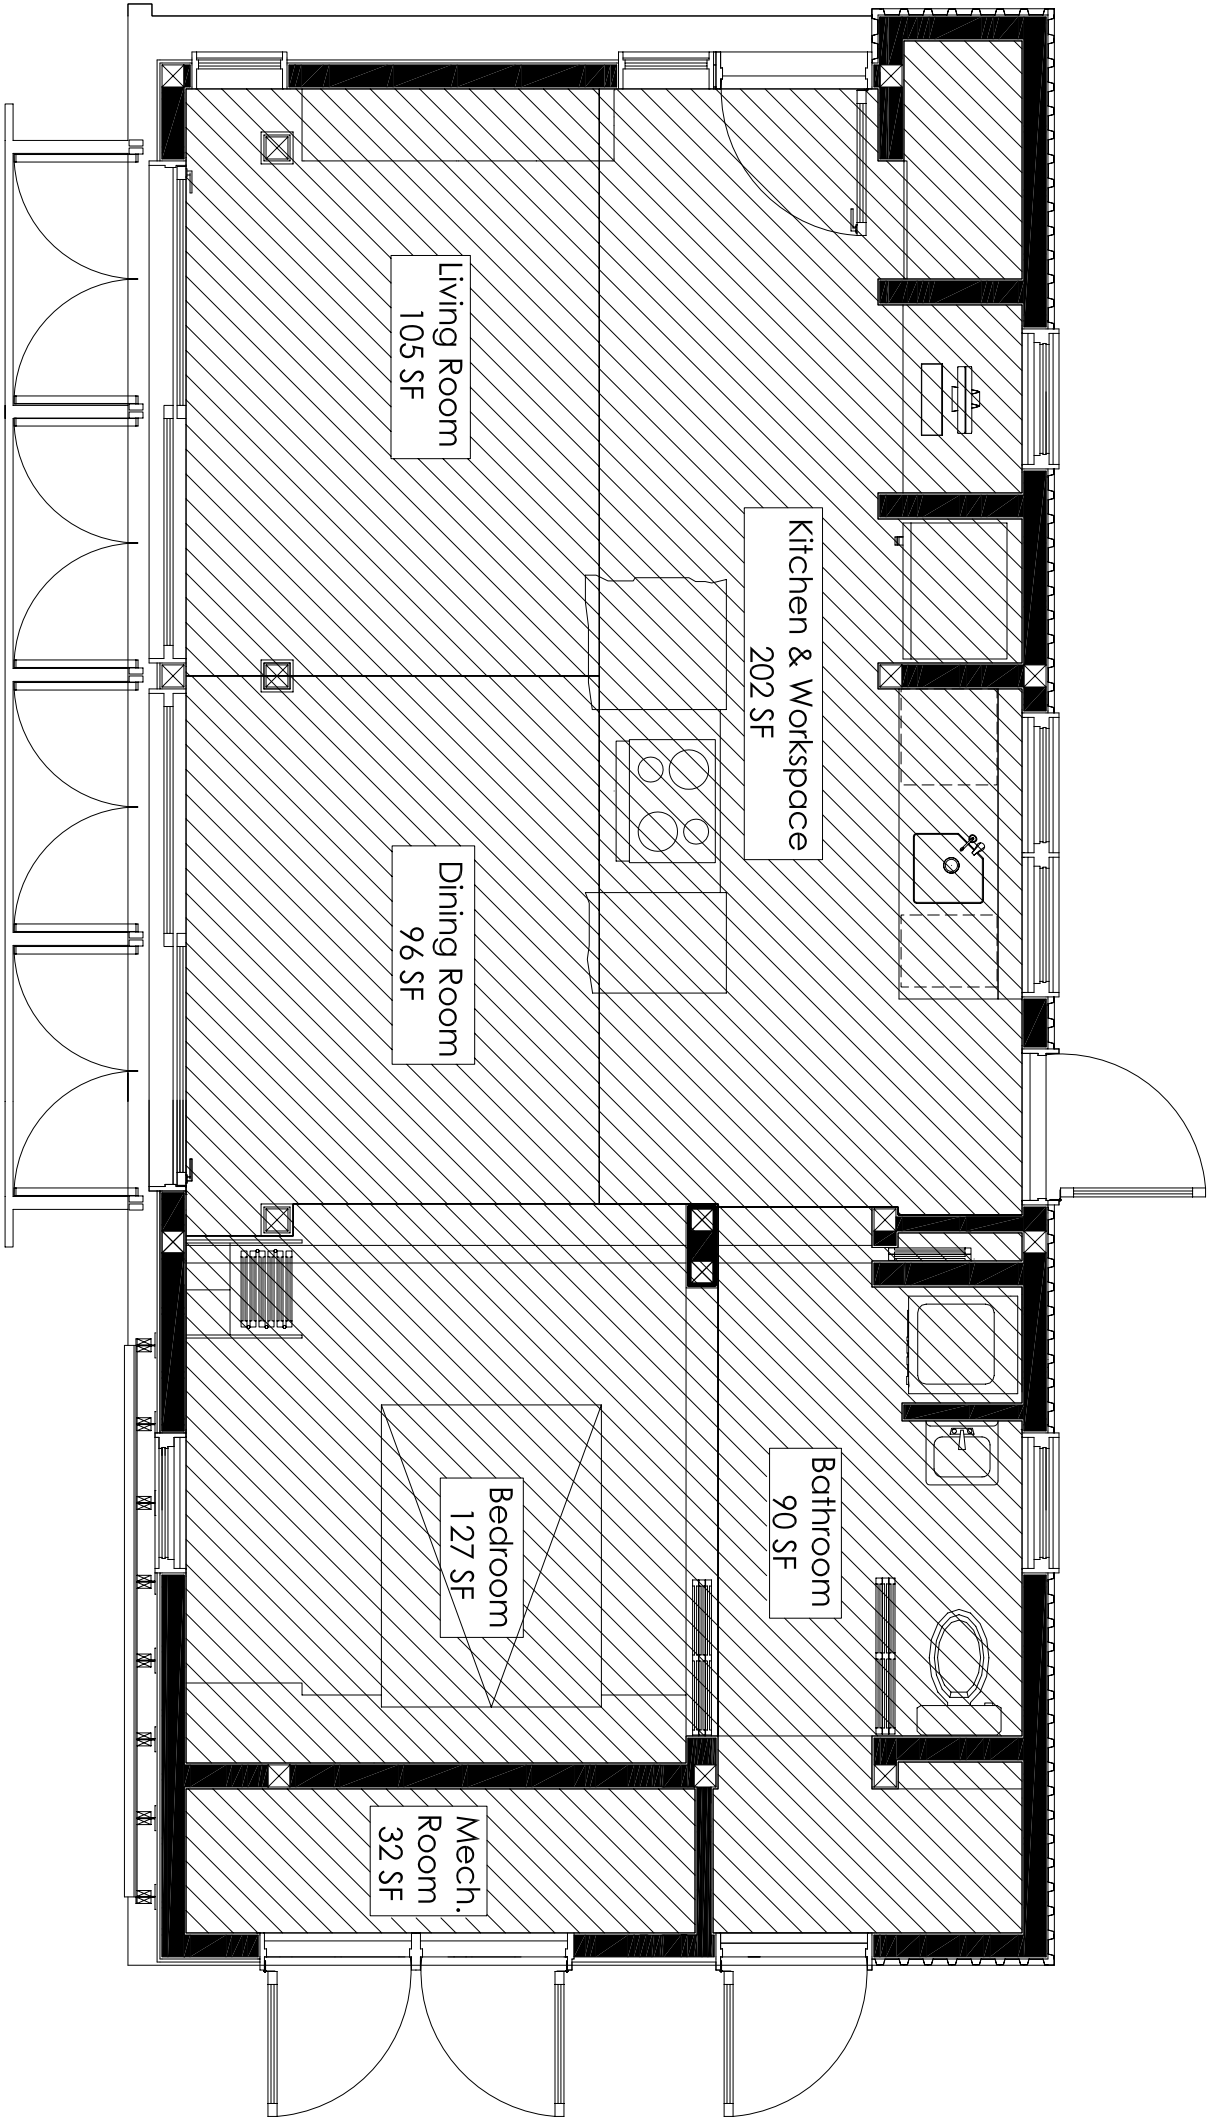 Living Room
105 SF
Kitchen & Workspace
202 SF
Dining Room
96 SF
Bedroom
127 SF
Bathroom
90 SF
Mech.
Room
32 SF